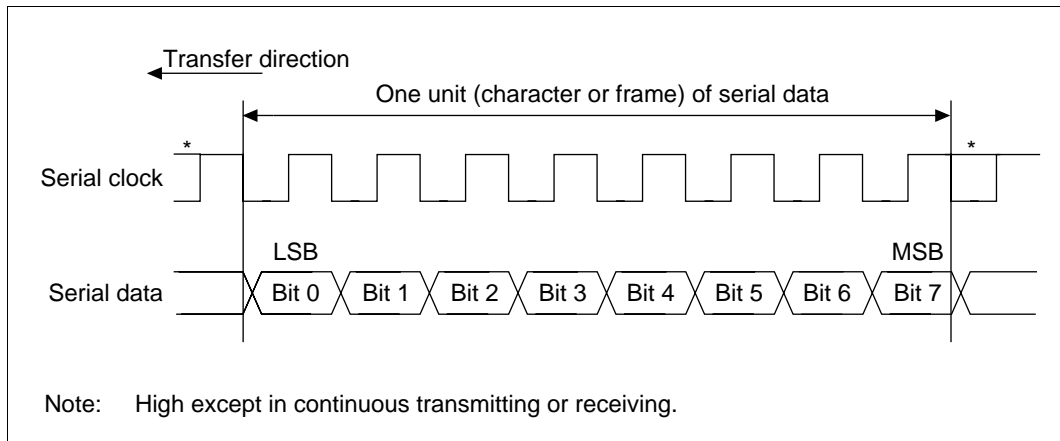 Transfer direction
One unit (character or frame) of serial data
* *
Serial clock
LSB MSB
Serial data Bit 0 Bit 1 Bit 2 Bit 3 Bit 4 Bit 5 Bit 6 Bit 7
Note: High except in continuous transmitting or receiving.